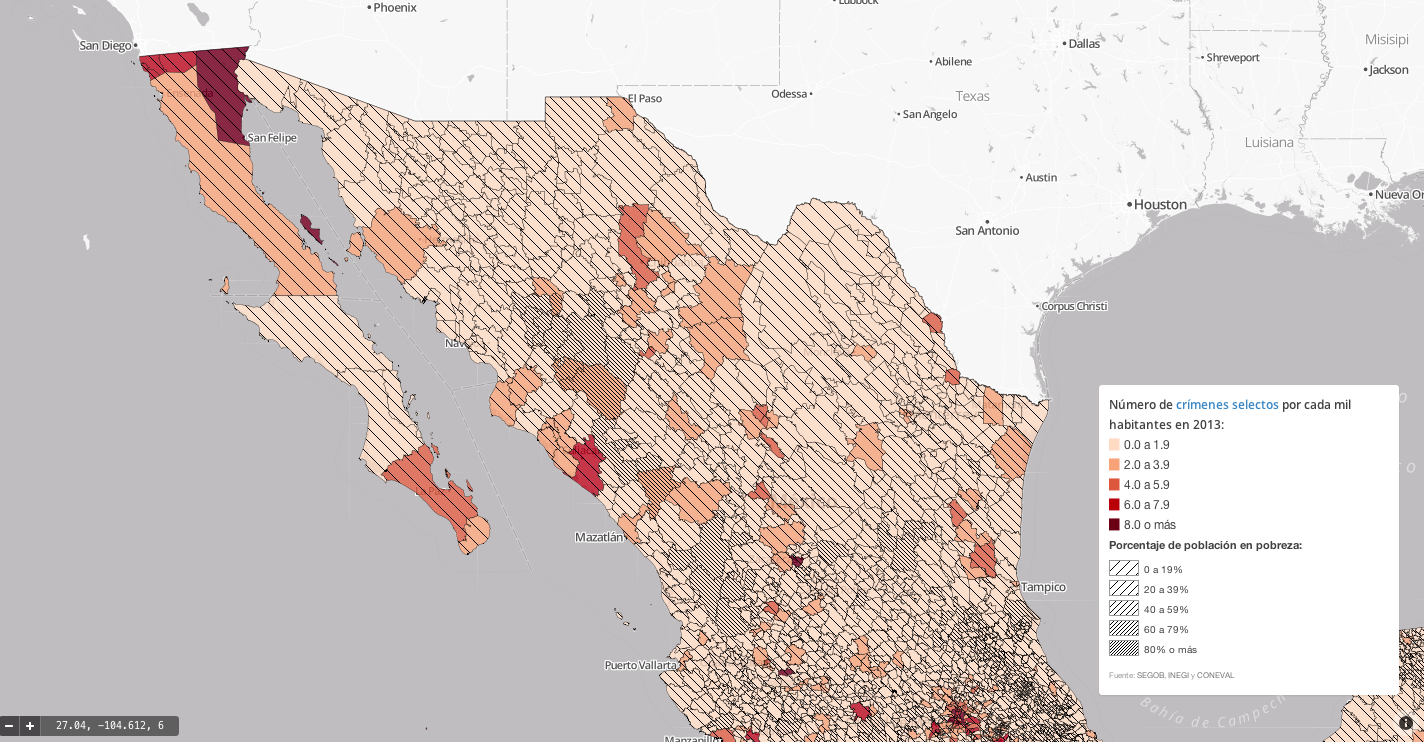 Lubbock
Phoenix
San Diego
Dallas
Misisipi
Abilene
Shreveport
Jackson
Odessa
Texas
El Paso
San Angelo
San Felipe
Luisiana
Austin
Houston
Nueva Or
San Antonio
Corpus Christi
Nav
La Paz
Mazatlán
Tampico
Puerto Vallarta
Manzanillo
Bahía de Campech
Número de crímenes selectos por cada mil
habitantes en 2013:
0.0 a 1.9
2.0 a 3.9
4.0 a 5.9
6.0 a 7.9
8.0 o más
Porcentaje de población en pobreza:
0 a 19%
20 a 39%
40 a 59%
60 a 79%
80% o más
Fuente: SEGOB, INEGI y CONEVAL
27.04, −104.612, 6